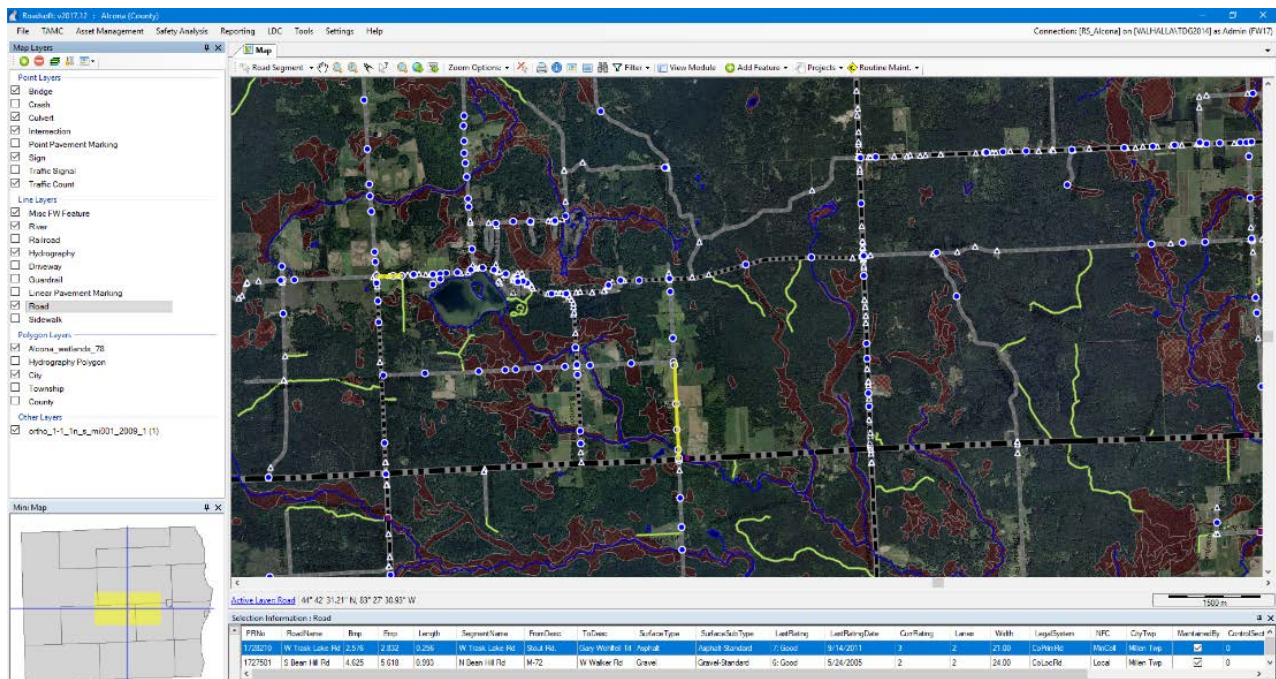 Roadsoft: v2017.12 : Alcona (County)
File TAMC Asset Management Safety Analysis Reporting LDC Tools Settings Help Connection: [RS_Alcona] on [VALHALLA\TDG2014] as Admin (FW17)
Map Layers
Map
Road Segment Zoom Options: Filter View Module Add Feature Projects Routine Maint.
Point Layers
Bridge
Crash
Culvert
Intersection
Point Pavement Marking
Sign
Traffic Signal
Traffic Count
Line Layers
Misc FW Feature
River
Railroad
Hydrography
Driveway
Guardrail
Linear Pavement Marking
Road
Sidewalk
Polygon Layers
Alcona_wetlands_78
Hydrography Polygon
City
Township
County
Other Layers
ortho_1-1_1n_s_mi001_2009_1 (1)
Mini Map
Active Layer: Road 44° 42' 31.21" N, 83° 27' 30.93" W
1500 m
Selection Information : Road
PRNo RoadName Bmp Emp Length SegmentName FromDesc ToDesc SurfaceType SurfaceSubType LastRating LastRatingDate CurrRating Lanes Width LegalSystem NFC CityTwp MaintainedBy ControlSect
1728210 W Trask Lake Rd 2.576 2.832 0.256 W Trask Lake Rd Stout Rd. Asphalt Asphalt-Standard 7: Good 9/14/2011 3 2 21.00 CoPrimRd MinColl Millen Twp 0
1727501 S Bean Hill Rd 4.625 5.618 0.993 N Bean Hill Rd M-72 W Walker Rd Gravel Gravel-Standard 6: Good 5/24/2005 2 2 24.00 CoLocRd Local Millen Twp 0